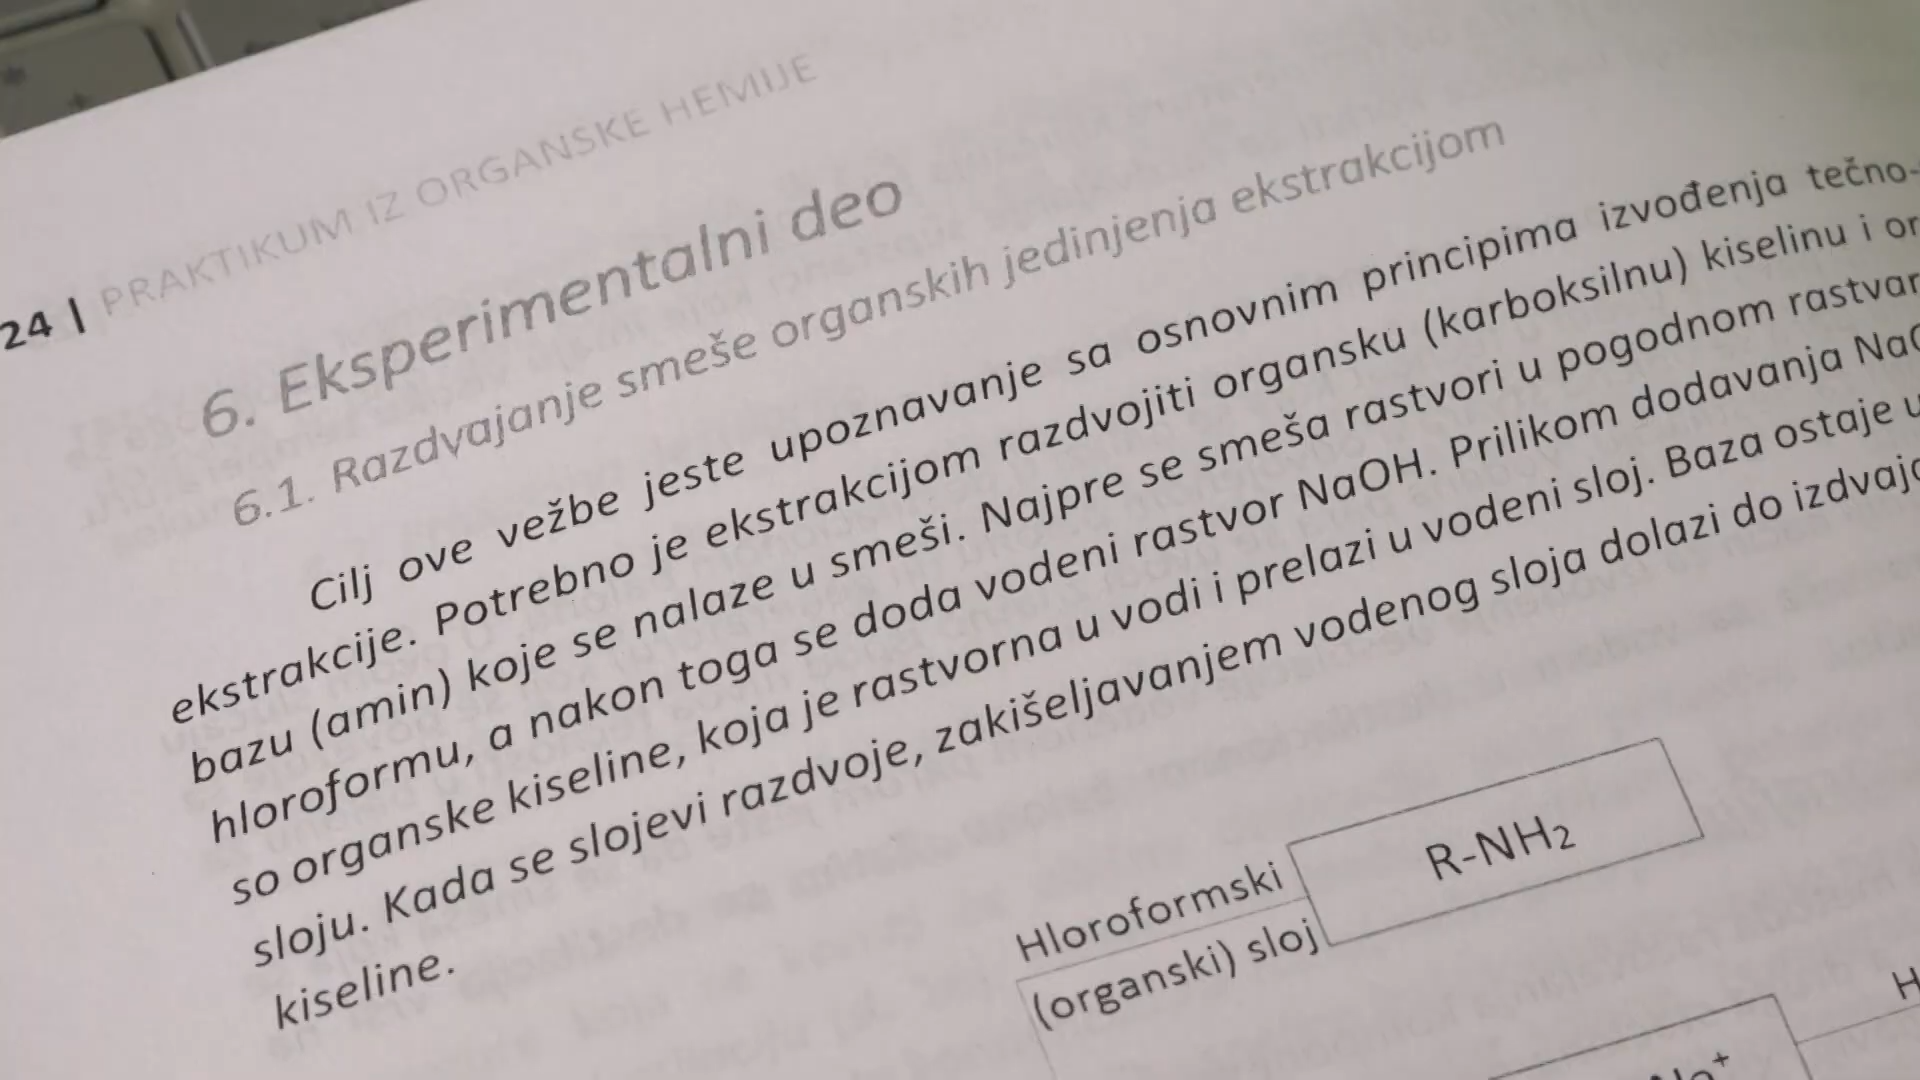 24 | PRAKTIKUM IZ ORGANSKE HEMIJE
6. Eksperimentalni deo
6.1. Razdvajanje smeše organskih jedinjenja ekstrakcijom
Cilj ove vežbe jeste upoznavanje sa osnovnim principima izvođenja tečno-
ekstrakcije. Potrebno je ekstrakcijom razdvojiti organsku (karboksilnu) kiselinu i
bazu (amin) koje se nalaze u smeši. Najpre se smeša rastvori u pogodnom
hloroformu, a nakon toga se doda vodeni rastvor NaOH. Prilikom dodavanja
so organske kiseline, koja je rastvorna u vodi i prelazi u vodeni sloj. Baza ostaje u
sloju. Kada se slojevi razdvoje, zakišeljavanjem vodenog sloja dolazi do
kiseline.
Hloroformski
(organski) sloj
R-NH₂